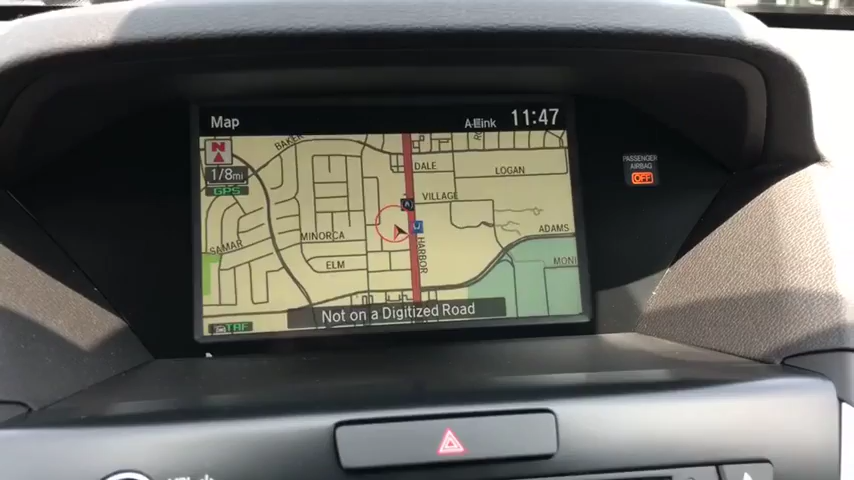 Map
A-Link
11:47
N
1/8mi
GPS
BAKER
DALE
LOGAN
VILLAGE
SAMAR
MINORCA
ELM
HARBOR
ADAMS
MONI
Not on a Digitized Road
TRF
PASSENGER
AIRBAG
OFF